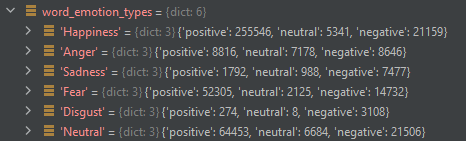 word_emotion_types = {dict: 6}
'Happiness' = {dict: 3} {'positive': 255546, 'neutral': 5341, 'negative': 21159}
'Anger' = {dict: 3} {'positive': 8816, 'neutral': 7178, 'negative': 8646}
'Sadness' = {dict: 3} {'positive': 1792, 'neutral': 988, 'negative': 7477}
'Fear' = {dict: 3} {'positive': 52305, 'neutral': 2125, 'negative': 14732}
'Disgust' = {dict: 3} {'positive': 274, 'neutral': 8, 'negative': 3108}
'Neutral' = {dict: 3} {'positive': 64453, 'neutral': 6684, 'negative': 21506}